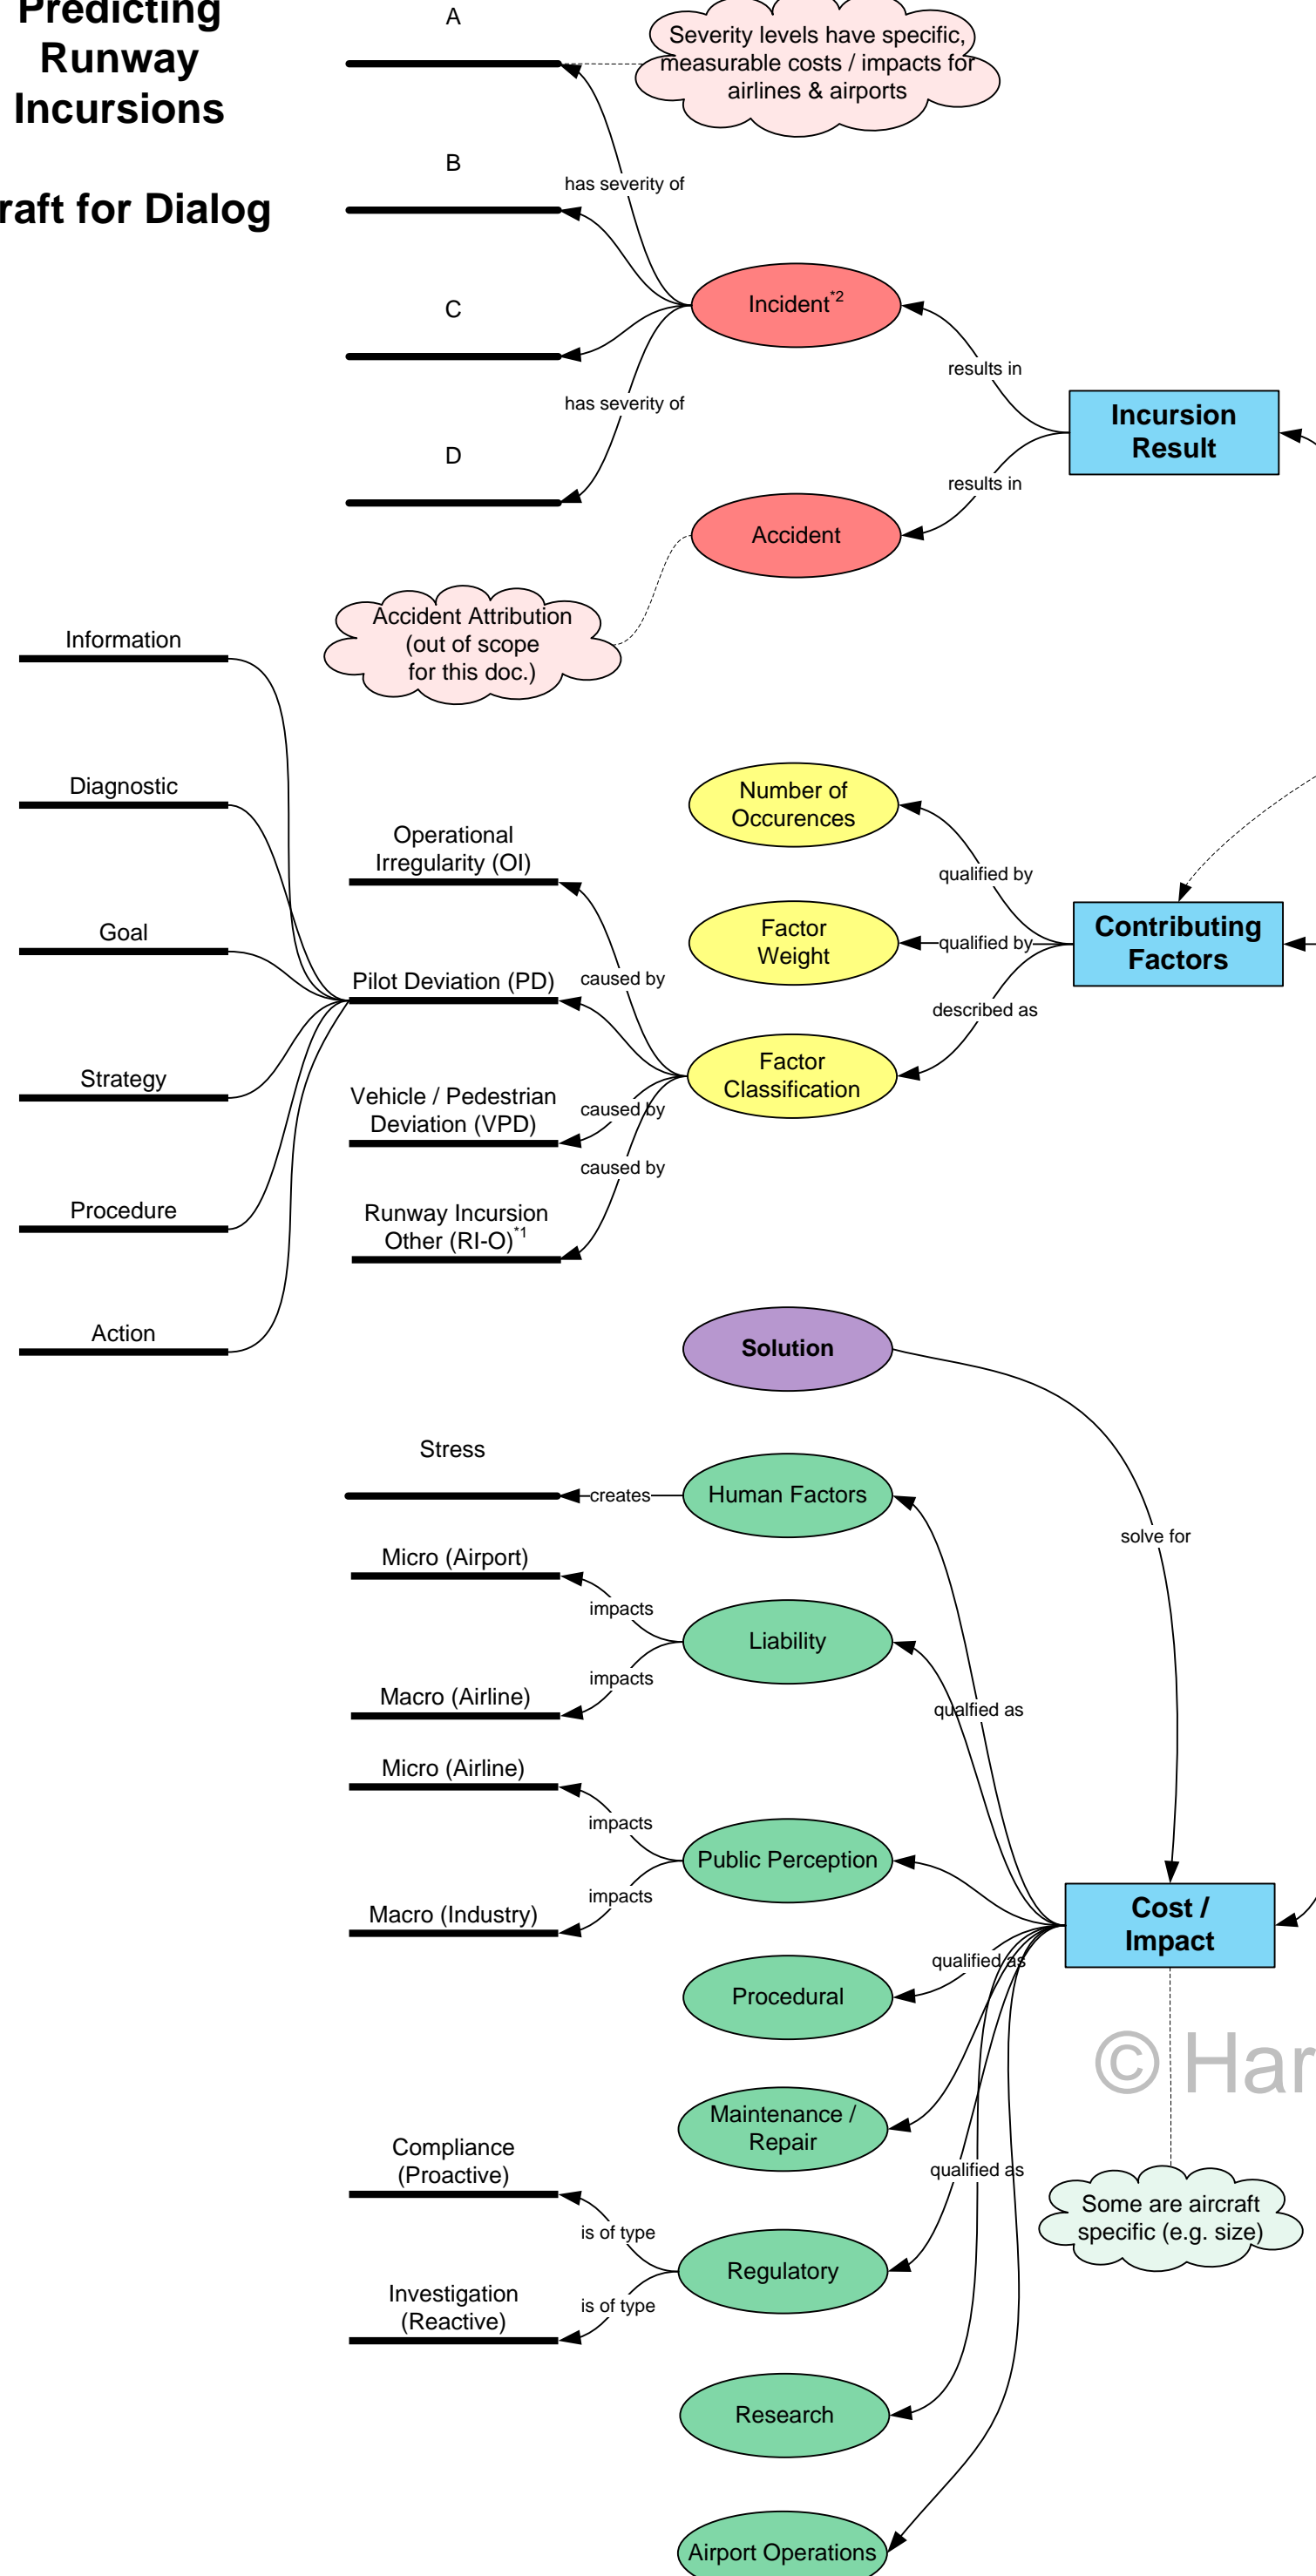 Predicting
Runway
Incursions
raft for Dialog
A
Severity levels have specific,
measurable costs / impacts for
airlines & airports
B
has severity of
C
Incident*2
results in
has severity of
Incursion
Result
D
results in
Accident
Accident Attribution
(out of scope
for this doc.)
Information
Diagnostic
Goal
Strategy
Procedure
Action
Number of
Occurences
Operational
Irregularity (OI)
qualified by
Factor
Weight
qualified by
Contributing
Factors
Pilot Deviation (PD)
caused by
described as
Factor
Classification
Vehicle / Pedestrian
Deviation (VPD)
caused by
caused by
Runway Incursion
Other (RI-O)*1
Solution
Stress
creates
Human Factors
solve for
Micro (Airport)
impacts
Liability
impacts
Macro (Airline)
qualfied as
Micro (Airline)
impacts
Public Perception
impacts
Macro (Industry)
Cost /
Impact
qualified as
Procedural
© Har
Maintenance /
Repair
Compliance
(Proactive)
qualified as
Some are aircraft
specific (e.g. size)
is of type
Regulatory
is of type
Investigation
(Reactive)
Research
Airport Operations